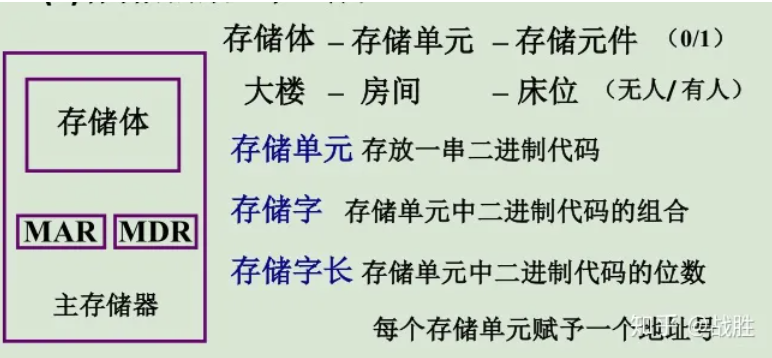 存储体 – 存储单元 – 存储元件 （0/1）
大楼 – 房间 – 床位 （无人/ 有人）
存储体
存储单元 存放一串二进制代码
存储字 存储单元中二进制代码的组合
MAR MDR
存储字长 存储单元中二进制代码的位数
主存储器
每个存储单元赋予一个地址号
知乎 @战胜